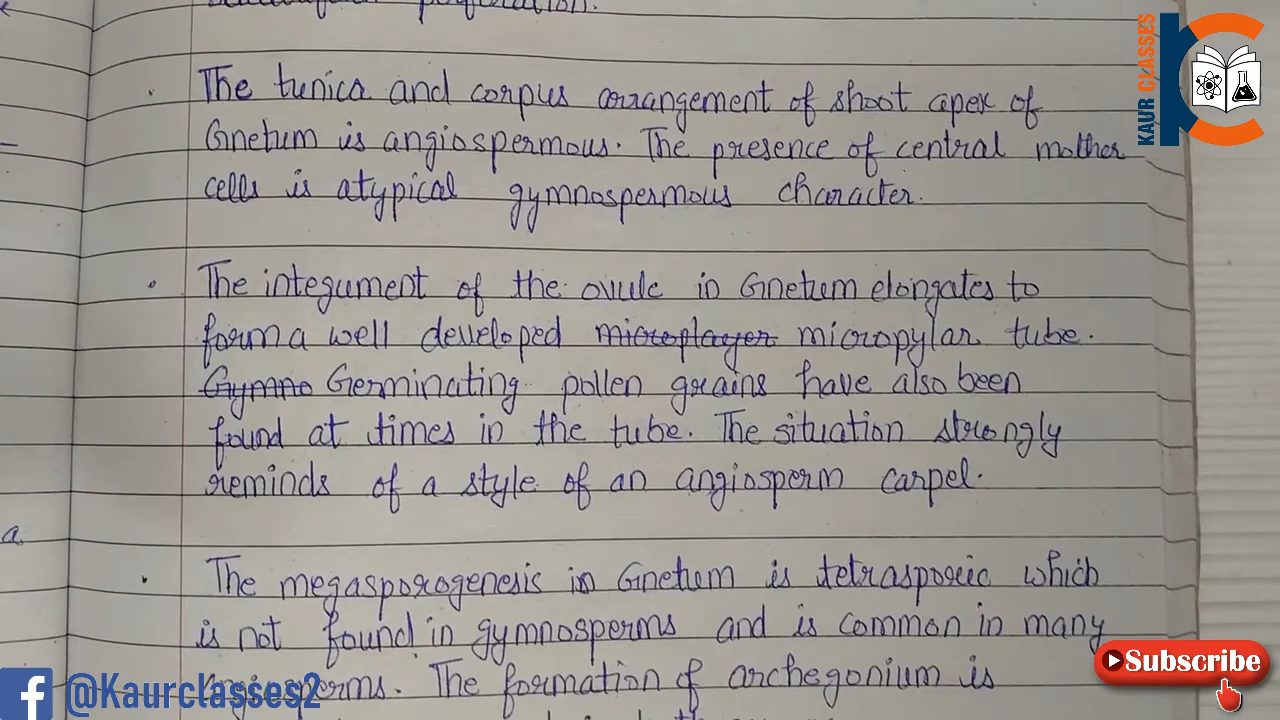 perforation.
The tunica and corpus arrangement of shoot apex of
Gnetum is angiospermous. The presence of central mother
cells is atypical gymnospermous character.
The integument of the ovule in Gnetum elongates to
form a well developed microplayer micropylar tube.
Gymno Germinating pollen grains have also been
found at times in the tube. The situation strongly
reminds of a style of an angiosperm carpel.
a
The megasporogenesis in Gnetum is tetrasporic which
is not found in gymnosperms and is common in many
angiosperms. The formation of archegonium is
KAUR CLASSES
Subscribe
@Kaurclasses2